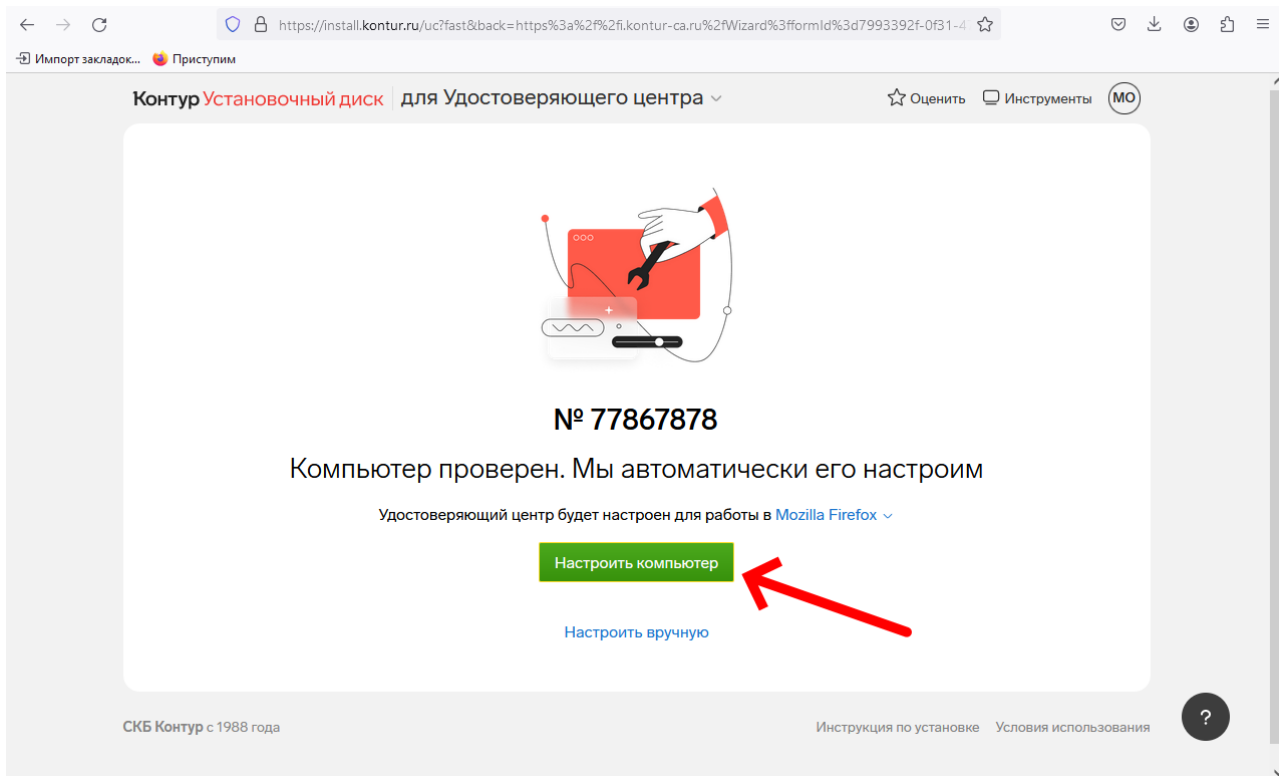 https://install.kontur.ru/uc?fast&back=https%3a%2f%2fi.kontur-ca.ru%2fWizard%3fformId%3d7993392f-0f31-4
Импорт закладок... Приступим
Контур Установочный диск для Удостоверяющего центра Оценить Инструменты МО
№ 77867878
Компьютер проверен. Мы автоматически его настроим
Удостоверяющий центр будет настроен для работы в Mozilla Firefox
Настроить компьютер
Настроить вручную
СКБ Контур с 1988 года Инструкция по установке Условия использования ?